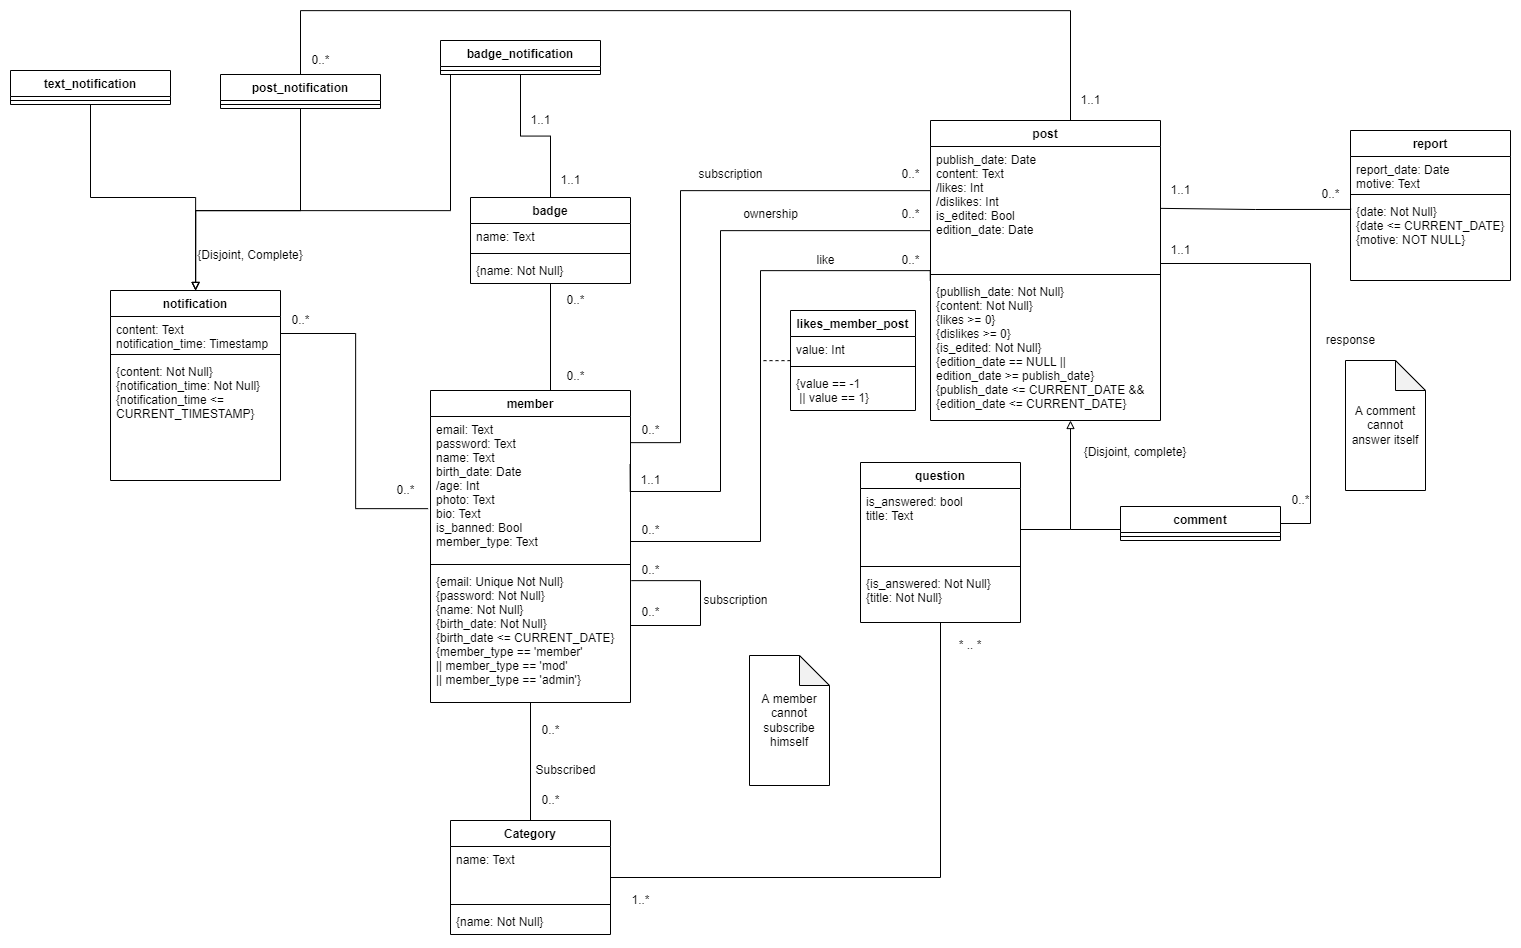 0..*
badge_notification
text_notification
post_notification
1..1
1..1
1..1
badge
name: Text
{name: Not Null}
0..*
0..*
{Disjoint, Complete}
notification
content: Text
notification_time: Timestamp
{content: Not Null}
{notification_time: Not Null}
{notification_time <=
CURRENT_TIMESTAMP}
0..*
0..*
subscription
0..*
ownership
0..*
like
0..*
likes_member_post
value: Int
{value == -1
|| value == 1}
post
publish_date: Date
content: Text
/likes: Int
/dislikes: Int
is_edited: Bool
edition_date: Date
{publlish_date: Not Null}
{content: Not Null}
{likes >= 0}
{dislikes >= 0}
{is_edited: Not Null}
{edition_date == NULL ||
edition_date >= publish_date}
{publish_date <= CURRENT_DATE &&
{edition_date <= CURRENT_DATE}
1..1
0..*
report
report_date: Date
motive: Text
{date: Not Null}
{date <= CURRENT_DATE}
{motive: NOT NULL}
1..1
response
A comment
cannot
answer itself
0..*
{Disjoint, complete}
question
is_answered: bool
title: Text
{is_answered: Not Null}
{title: Not Null}
comment
* .. *
member
email: Text
password: Text
name: Text
birth_date: Date
/age: Int
photo: Text
bio: Text
is_banned: Bool
member_type: Text
{email: Unique Not Null}
{password: Not Null}
{name: Not Null}
{birth_date: Not Null}
{birth_date <= CURRENT_DATE}
{member_type == 'member'
|| member_type == 'mod'
|| member_type == 'admin'}
0..*
1..1
0..*
0..*
subscription
0..*
A member
cannot
subscribe
himself
0..*
Subscribed
0..*
Category
name: Text
{name: Not Null}
1..*